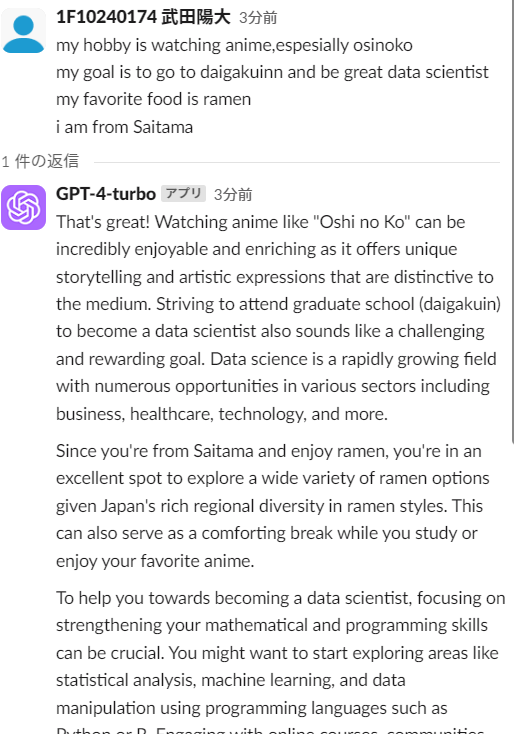 1F10240174 武田陽大 3分前
my hobby is watching anime,espesially osinoko
my goal is to go to daigakuinn and be great data scientist
my favorite food is ramen
i am from Saitama
1 件の返信
GPT-4-turbo アプリ 3分前
That's great! Watching anime like "Oshi no Ko" can be
incredibly enjoyable and enriching as it offers unique
storytelling and artistic expressions that are distinctive to
the medium. Striving to attend graduate school (daigakuin)
to become a data scientist also sounds like a challenging
and rewarding goal. Data science is a rapidly growing field
with numerous opportunities in various sectors including
business, healthcare, technology, and more.
Since you're from Saitama and enjoy ramen, you're in an
excellent spot to explore a wide variety of ramen options
given Japan's rich regional diversity in ramen styles. This
can also serve as a comforting break while you study or
enjoy your favorite anime.
To help you towards becoming a data scientist, focusing on
strengthening your mathematical and programming skills
can be crucial. You might want to start exploring areas like
statistical analysis, machine learning, and data
manipulation using programming languages such as
Python or R. Engaging with online courses, communities